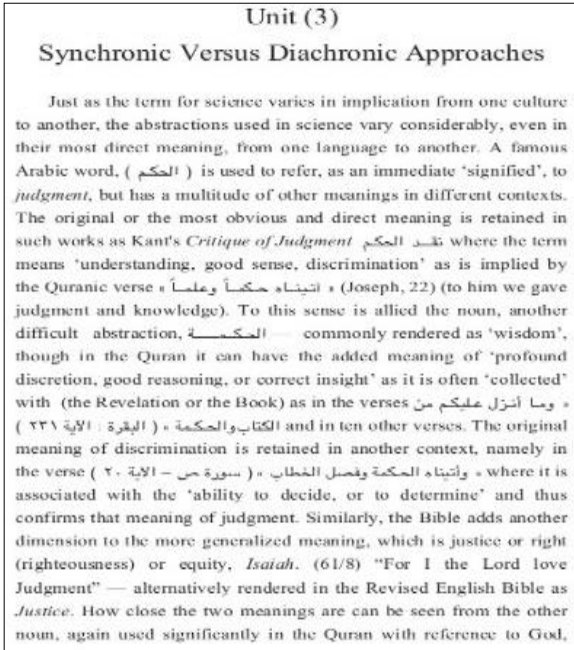 Unit (3)
Synchronic Versus Diachronic Approaches
Just as the term for science varies in implication from one culture
to another, the abstractions used in science vary considerably, even in
their most direct meaning, from one language to another. A famous
Arabic word, ( الحكم ) is used to refer, as an immediate ‘signified’, to
judgment, but has a multitude of other meanings in different contexts.
The original or the most obvious and direct meaning is retained in
such works as Kant's Critique of Judgment نقد الحكم where the term
means ‘understanding, good sense, discrimination’ as is implied by
the Quranic verse « اتيناه حكماً وعلماً » (Joseph, 22) (to him we gave
judgment and knowledge). To this sense is allied the noun, another
difficult abstraction, الحكمة — commonly rendered as ‘wisdom’,
though in the Quran it can have the added meaning of ‘profound
discretion, good reasoning, or correct insight’ as it is often ‘collected’
with (the Revelation or the Book) as in the verses « وما أنزل عليكم من
الكتاب والحكمة » ( البقرة : الآية ٢٣١ ) and in ten other verses. The original
meaning of discrimination is retained in another context, namely in
the verse « وأتيناه الحكمة وفصل الخطاب » ( سورة ص – الاية ٢٠ ) where it is
associated with the ‘ability to decide, or to determine’ and thus
confirms that meaning of judgment. Similarly, the Bible adds another
dimension to the more generalized meaning, which is justice or right
(righteousness) or equity, Isaiah. (61/8) “For I the Lord love
Judgment” — alternatively rendered in the Revised English Bible as
Justice. How close the two meanings are can be seen from the other
noun, again used significantly in the Quran with reference to God,